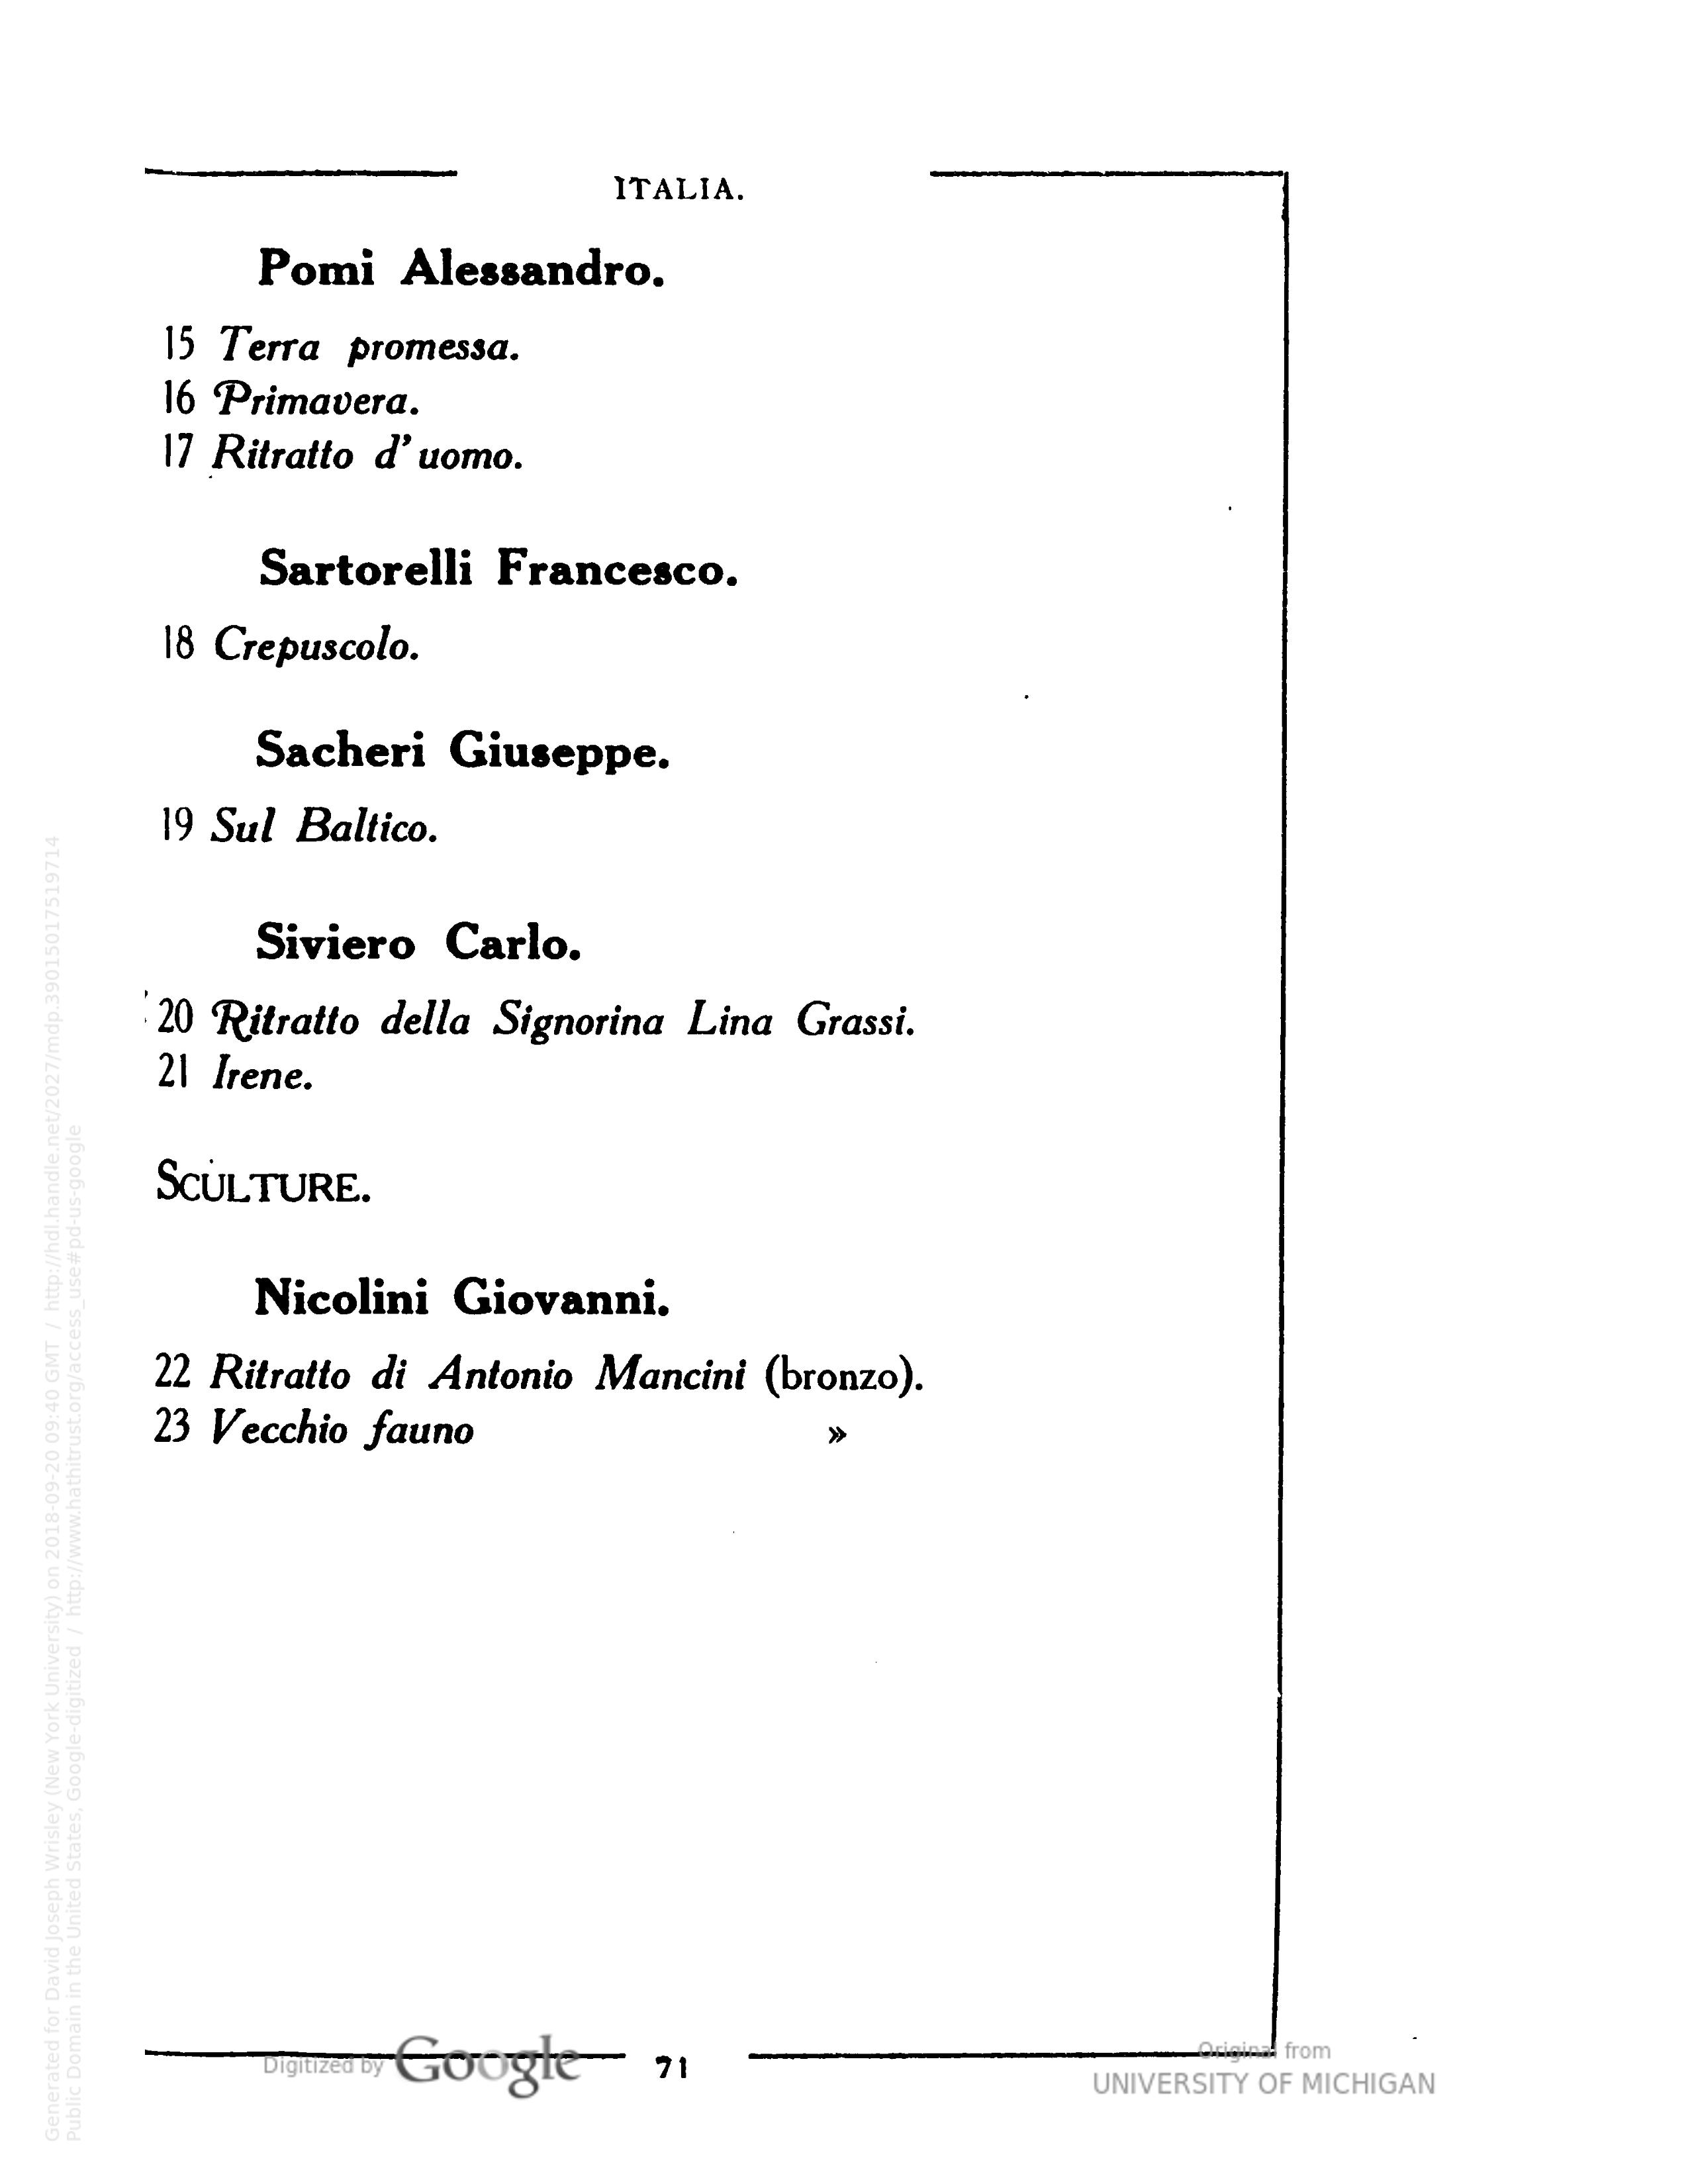 ITALIA.
Pomi Alessandro.
15 Terra promessa.
16 Primavera.
17 Ritratto d' uomo.
Sartorelli Francesco.
18 Crepuscolo.
Sacheri Giuseppe.
19 Sul Baltico.
Siviero Carlo.
20 Ritratto della Signorina Lina Grassi.
21 Irene.
SCULTURE.
Nicolini Giovanni.
22 Ritratto di Antonio Mancini (bronzo).
23 Vecchio fauno »
71
Digitized by Google
Original from
UNIVERSITY OF MICHIGAN
Generated for David Joseph Wrisley (New York University) on 2018-09-20 09:40 GMT / http://hdl.handle.net/2027/mdp.39015017519714
Public Domain in the United States, Google-digitized / http://www.hathitrust.org/access_use#pd-us-google